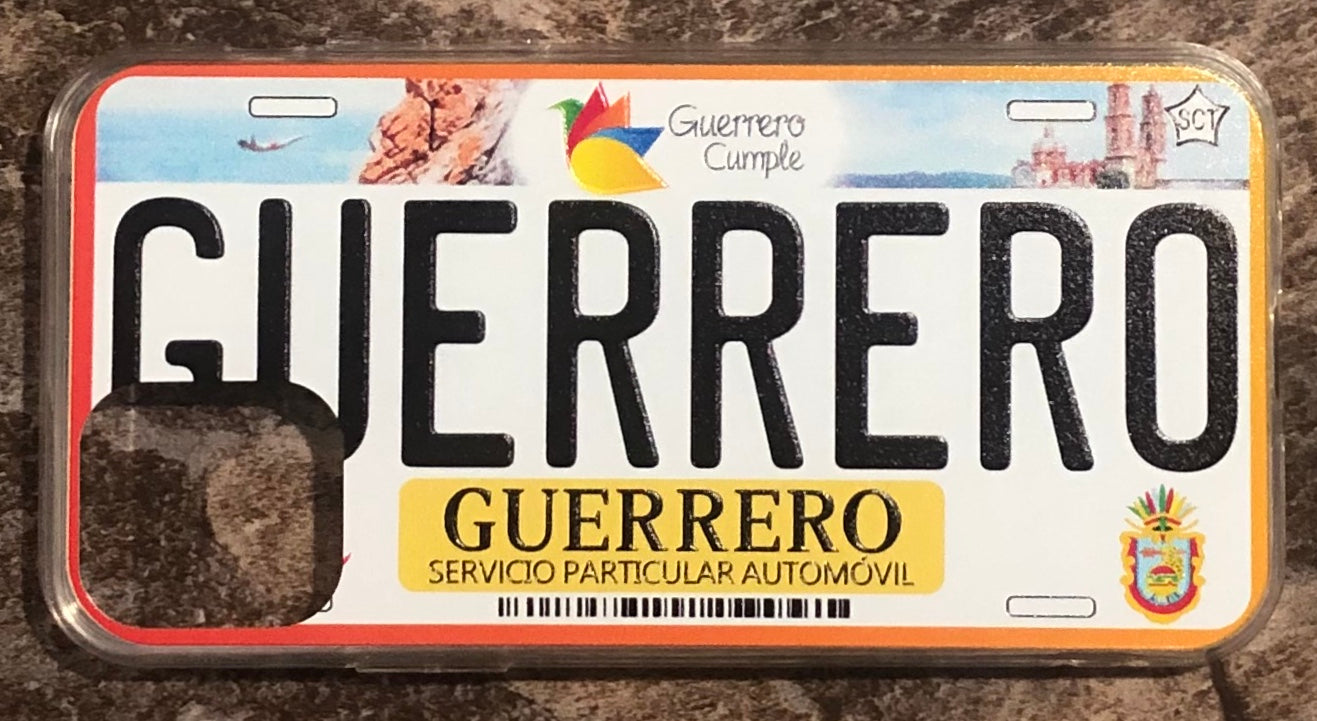 Guerrero
Cumple
SCT
GUERRERO
GUERRERO
SERVICIO PARTICULAR AUTOMÓVIL